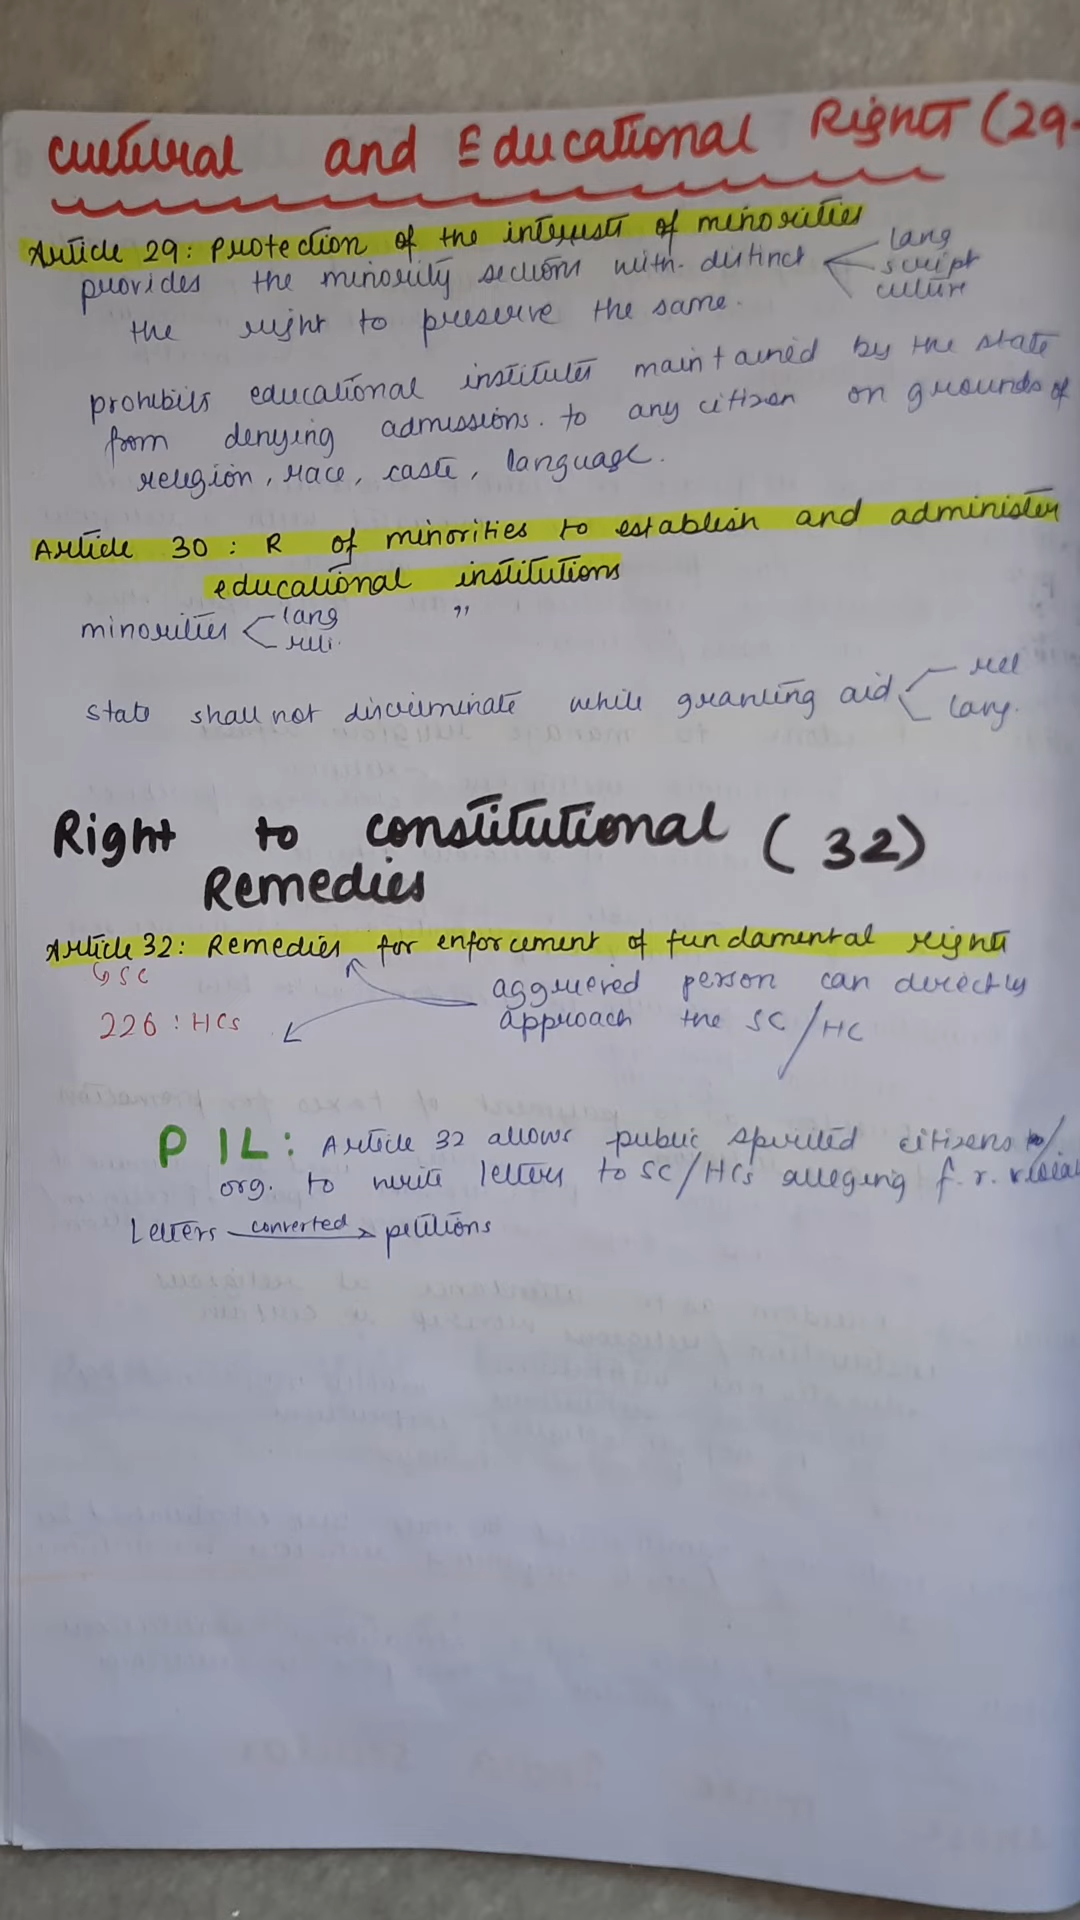 Cultural and Educational Rights (29-
Article 29: Protection of the interests of minorities
provides the minority sections with distinct lang
script
culture
the right to preserve the same.
prohibits educational institutes maintained by the state
from denying admissions. to any citizen on grounds of
religion, race, caste, language.
Article 30: R of minorities to establish and administer
educational institutions
minorities lang "
reli.
state shall not discriminate while granting aid rel
lang.
Right to constitutional (32)
Remedies
Article 32: Remedies for enforcement of fundamental rights
↳ SC
aggrieved person can directly
226: HCs
approach the SC/HC
PIL: Article 32 allows public spirited citizens /
org. to write letters to SC/HCs alleging f.r.
Letters converted petitions